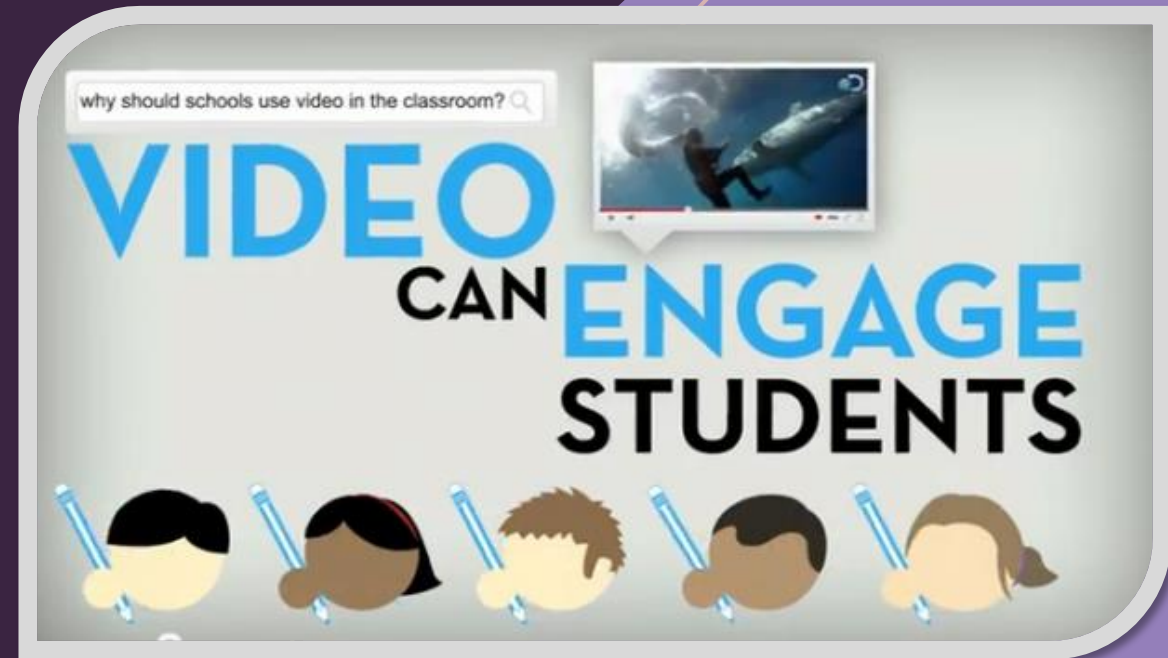 why should schools use video in the classroom?
VIDEO
CAN ENGAGE
STUDENTS